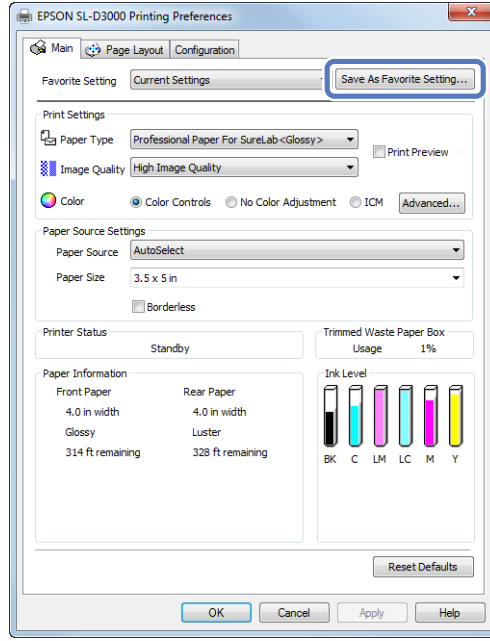 EPSON SL-D3000 Printing Preferences
Main Page Layout Configuration
Favorite Setting Current Settings Save As Favorite Setting...
Print Settings
Paper Type Professional Paper For SureLab<Glossy>
Print Preview
Image Quality High Image Quality
Color Color Controls No Color Adjustment ICM Advanced...
Paper Source Settings
Paper Source AutoSelect
Paper Size 3.5 x 5 in
Borderless
Printer Status
Standby
Trimmed Waste Paper Box
Usage 1%
Paper Information
Front Paper Rear Paper
4.0 in width 4.0 in width
Glossy Luster
314 ft remaining 328 ft remaining
Ink Level
BK C LM LC M Y
Reset Defaults
OK Cancel Apply Help